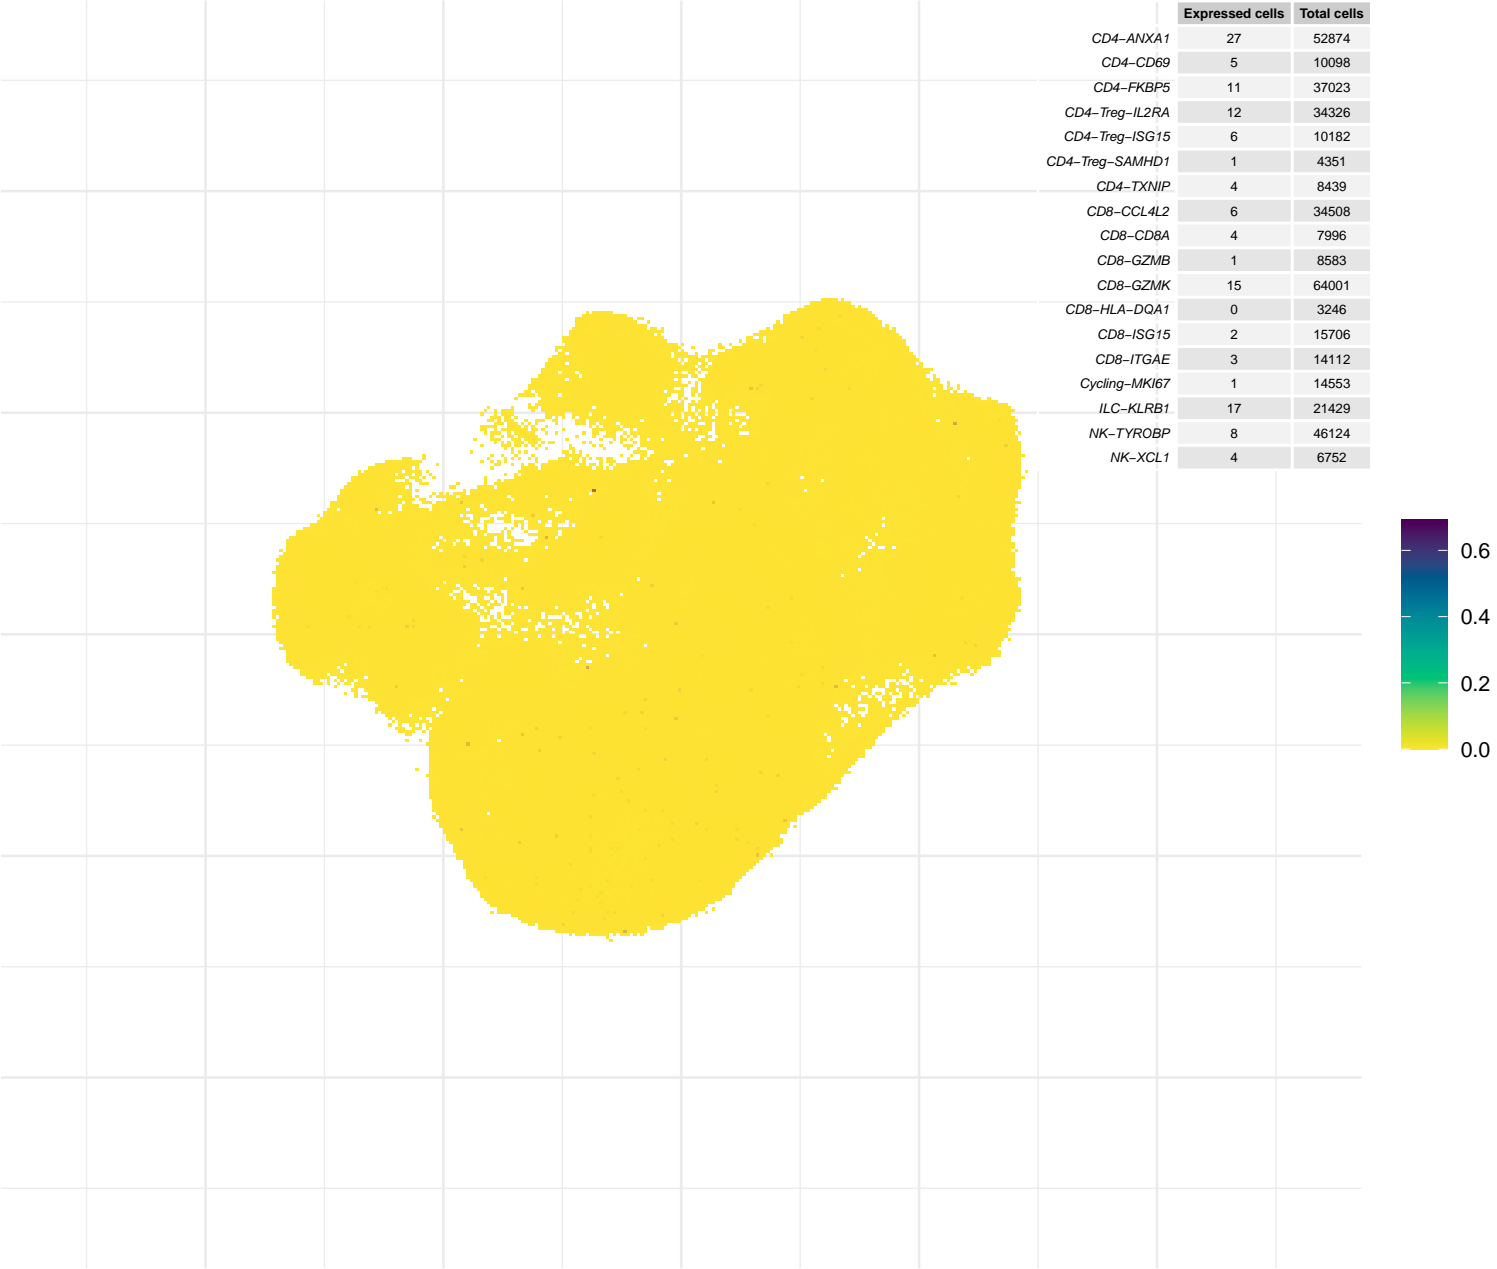 Expressed cells Total cells
CD4−ANXA1 27 52874
CD4−CD69 5 10098
CD4−FKBP5 11 37023
CD4−Treg−IL2RA 12 34326
CD4−Treg−ISG15 6 10182
CD4−Treg−SAMHD1 1 4351
CD4−TXNIP 4 8439
CD8−CCL4L2 6 34508
CD8−CD8A 4 7996
CD8−GZMB 1 8583
CD8−GZMK 15 64001
CD8−HLA−DQA1 0 3246
CD8−ISG15 2 15706
CD8−ITGAE 3 14112
Cycling−MKI67 1 14553
ILC−KLRB1 17 21429
NK−TYROBP 8 46124
NK−XCL1 4 6752
0.6
0.4
0.2
0.0